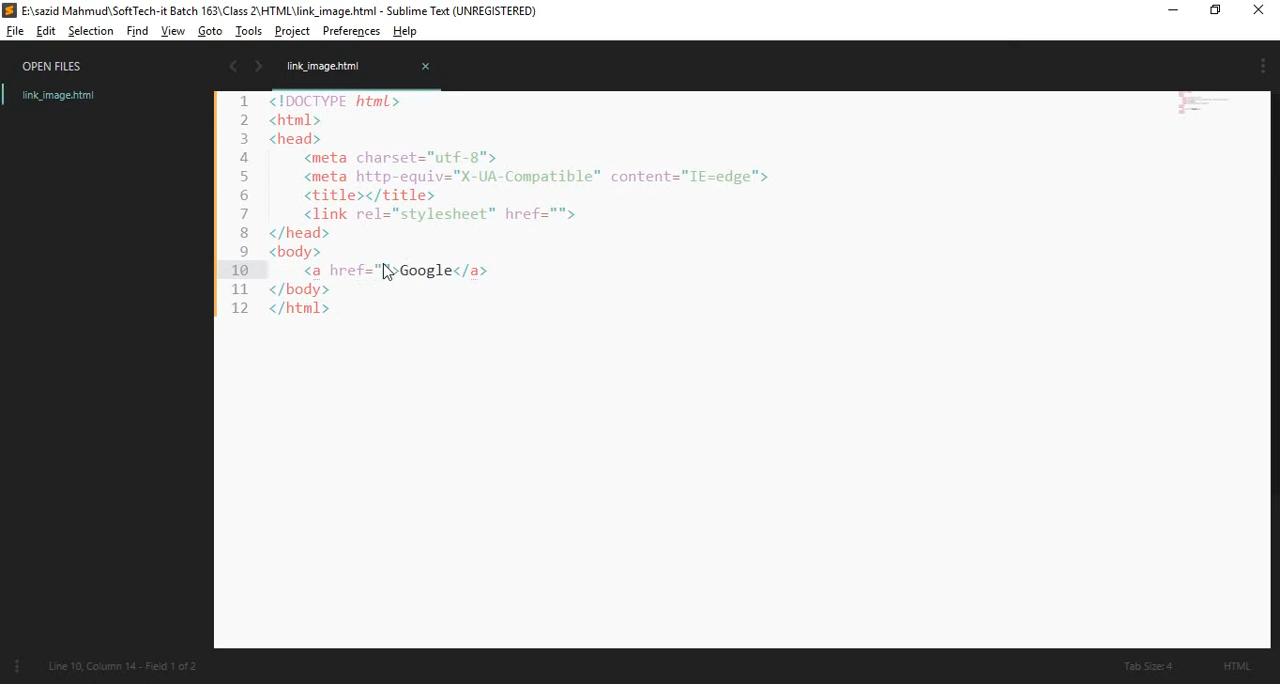 E:\sazid Mahmud\SoftTech-it Batch 163\Class 2\HTML\link_image.html - Sublime Text (UNREGISTERED)
File Edit Selection Find View Goto Tools Project Preferences Help
OPEN FILES
link_image.html
link_image.html
1 <!DOCTYPE html>
2 <html>
3 <head>
4 <meta charset="utf-8">
5 <meta http-equiv="X-UA-Compatible" content="IE=edge">
6 <title></title>
7 <link rel="stylesheet" href="">
8 </head>
9 <body>
10 <a href="">Google</a>
11 </body>
12 </html>
Line 10, Column 14 - Field 1 of 2
Tab Size: 4
HTML